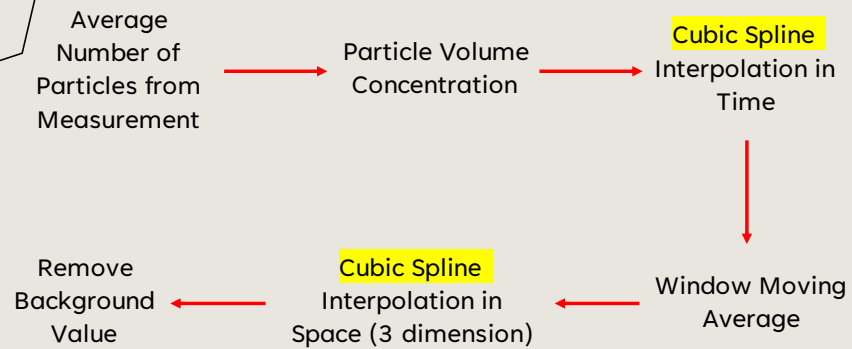 Average
Number of
Particles from
Measurement
Particle Volume
Concentration
Cubic Spline
Interpolation in
Time
Window Moving
Average
Cubic Spline
Interpolation in
Space (3 dimension)
Remove
Background
Value